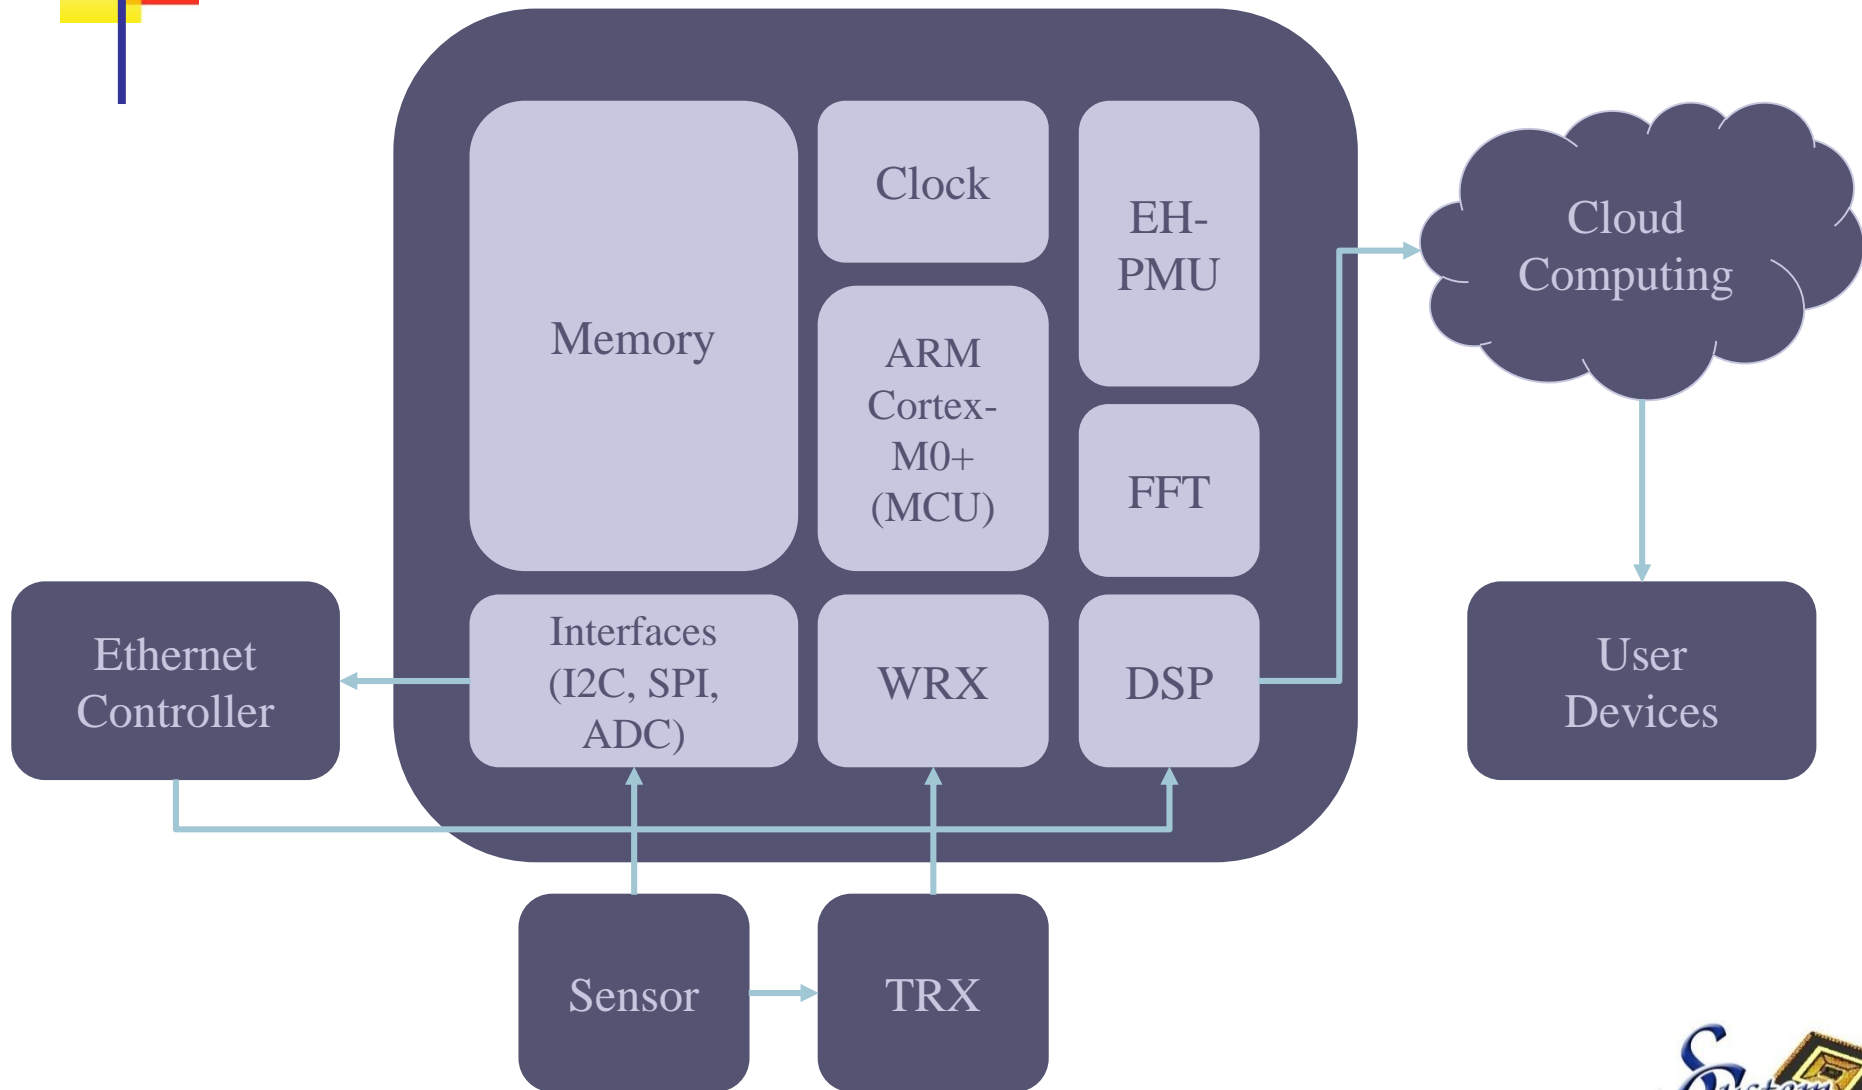 Memory
Clock
EH-
PMU
ARM
Cortex-
M0+
(MCU)
FFT
Interfaces
(I2C, SPI,
ADC)
WRX
DSP
Cloud
Computing
Ethernet
Controller
User
Devices
Sensor
TRX
System